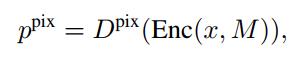 p^pix = D^pix(Enc(x, M)),